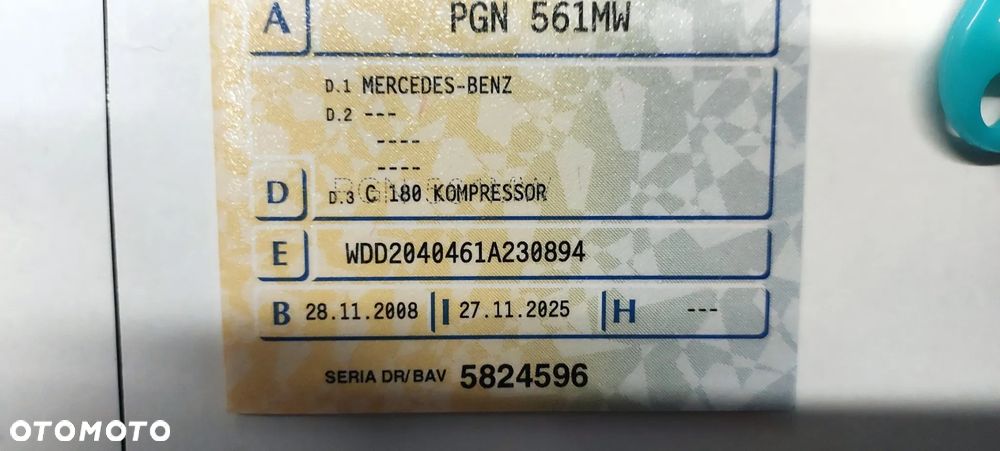 A PGN 561MW
D.1 MERCEDES-BENZ
D.2 ---
----
----
D D.3 C 180 KOMPRESSOR
E WDD2040461A230894
B 28.11.2008 I 27.11.2025 H ---
SERIA DR/BAV 5824596
OTOMOTO